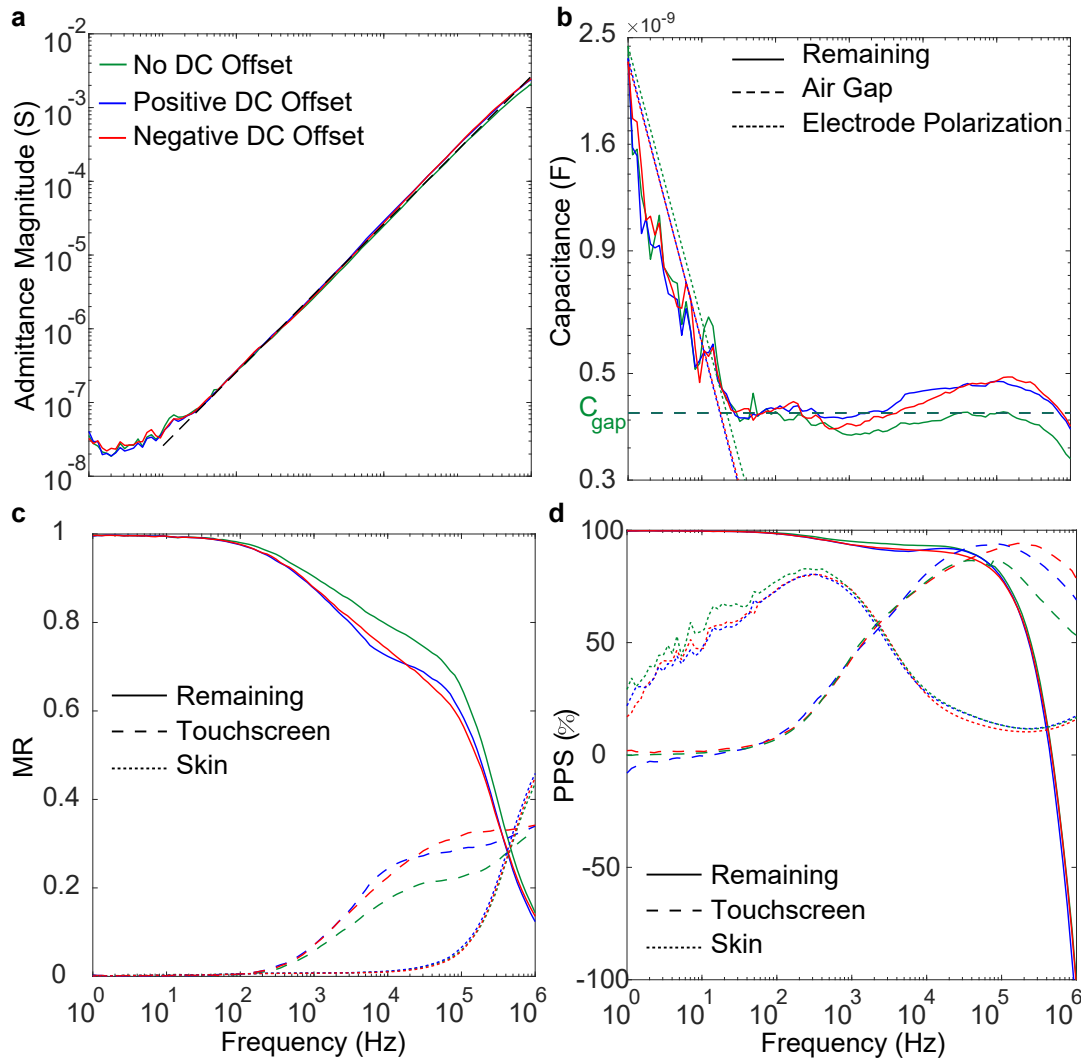 a
10^-2
10^-3
10^-4
10^-5
10^-6
10^-7
10^-8
Admittance Magnitude (S)
No DC Offset
Positive DC Offset
Negative DC Offset
b
×10^-9
2.5
1.6
0.9
0.5
C_gap
0.3
Capacitance (F)
Remaining
Air Gap
Electrode Polarization
c
1
0.8
0.6
0.4
0.2
0
MR
Remaining
Touchscreen
Skin
10^0 10^1 10^2 10^3 10^4 10^5 10^6
Frequency (Hz)
d
100
50
0
-50
-100
PPS (%)
Remaining
Touchscreen
Skin
10^0 10^1 10^2 10^3 10^4 10^5 10^6
Frequency (Hz)